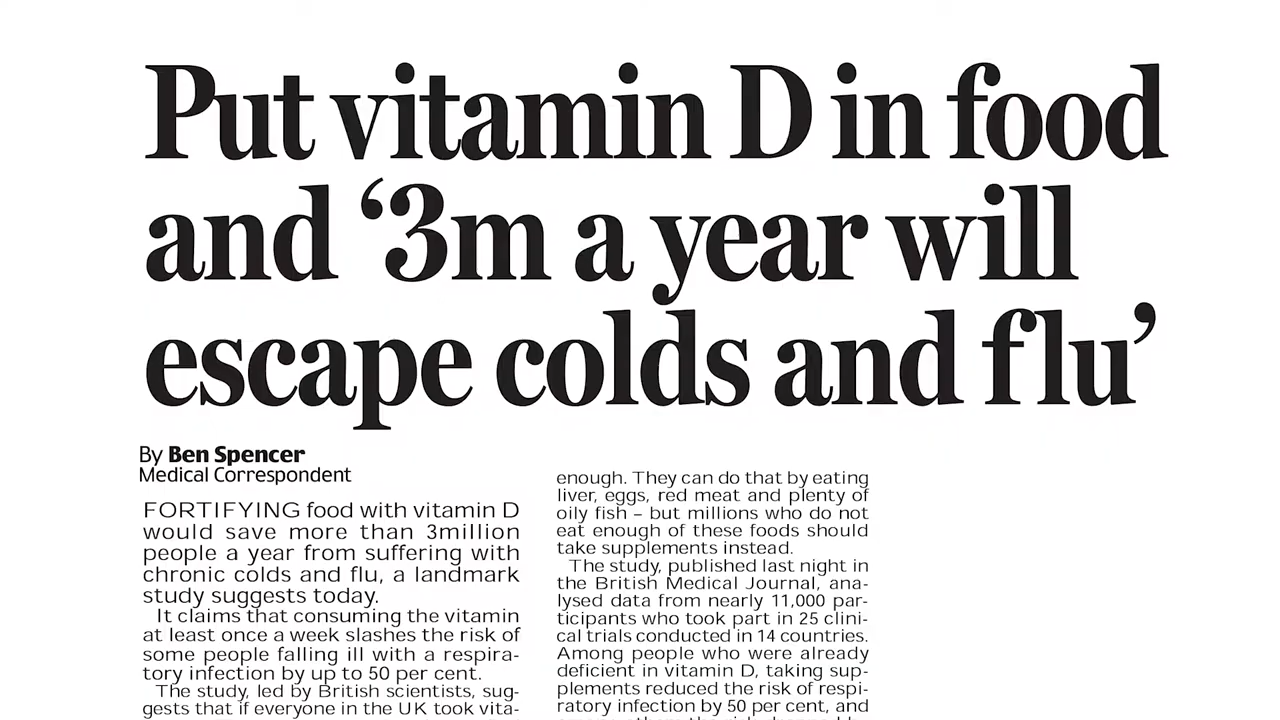 Put vitamin D in food
and ‘3m a year will
escape colds and flu’
By Ben Spencer
Medical Correspondent
FORTIFYING food with vitamin D
would save more than 3million
people a year from suffering with
chronic colds and flu, a landmark
study suggests today.
It claims that consuming the vitamin
at least once a week slashes the risk of
some people falling ill with a respira-
tory infection by up to 50 per cent.
The study, led by British scientists, sug-
gests that if everyone in the UK took vita-
enough. They can do that by eating
liver, eggs, red meat and plenty of
oily fish – but millions who do not
eat enough of these foods should
take supplements instead.
The study, published last night in
the British Medical Journal, ana-
lysed data from nearly 11,000 par-
ticipants who took part in 25 clini-
cal trials conducted in 14 countries.
Among people who were already
deficient in vitamin D, taking sup-
plements reduced the risk of respi-
ratory infection by 50 per cent, and